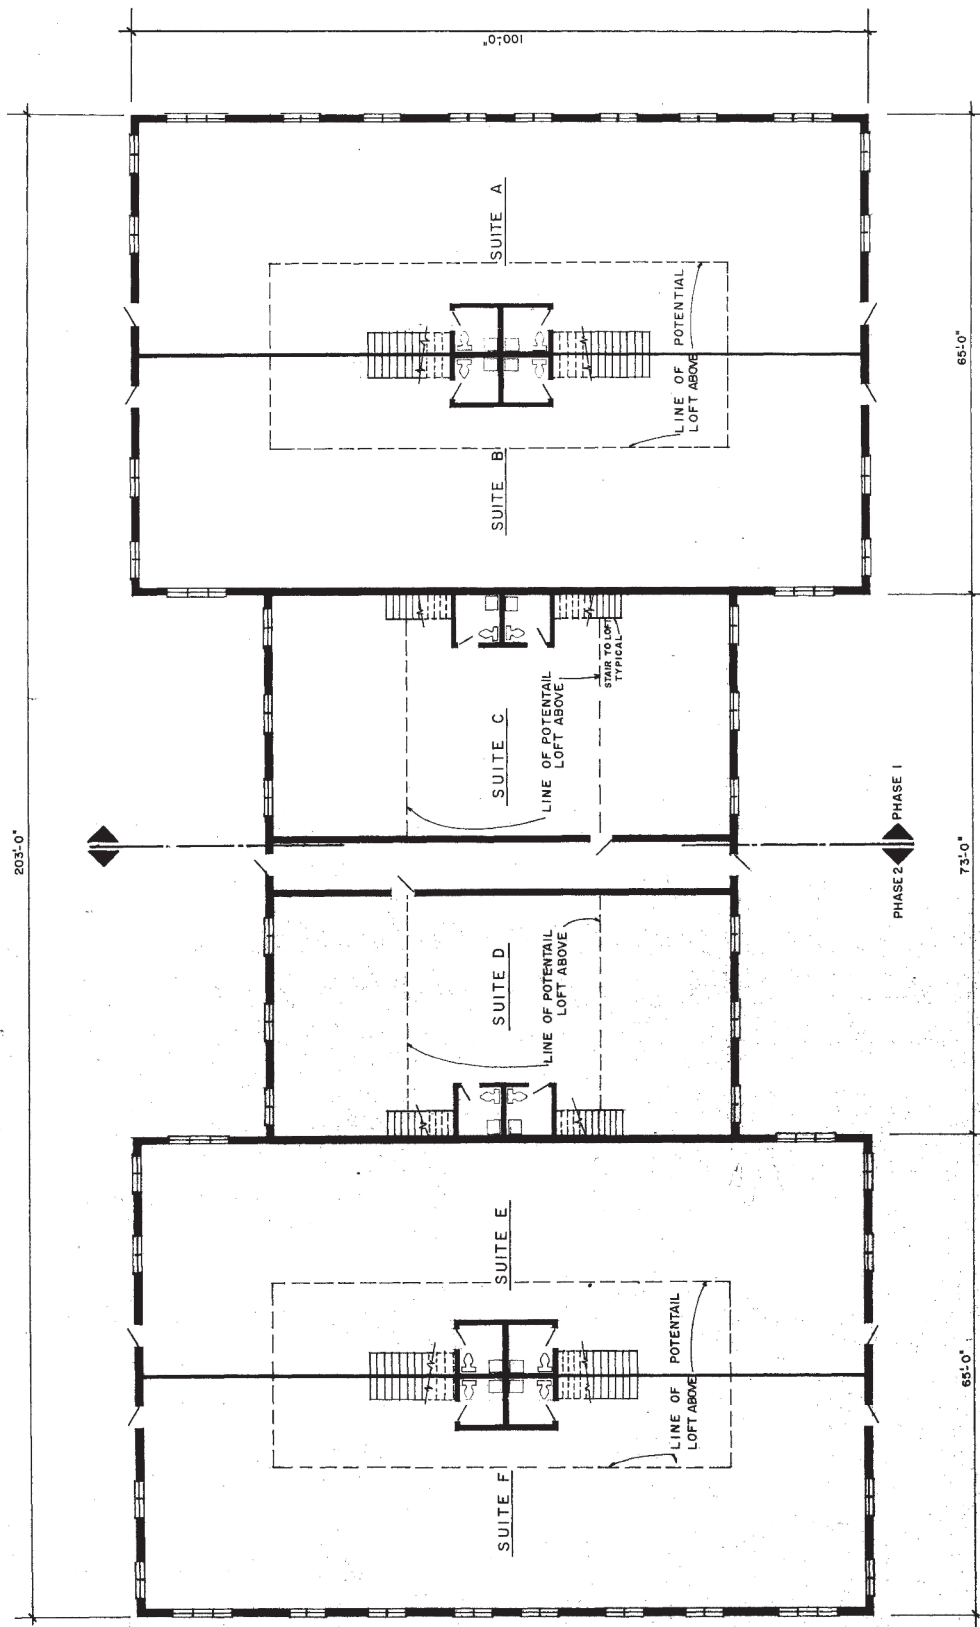 100'-0"
203'-0"
SUITE A
LINE OF POTENTIAL
LOFT ABOVE
65'-0"
SUITE B
STAIR TO LOFT
TYPICAL
LINE OF POTENTAIL
LOFT ABOVE
SUITE C
PHASE 1
PHASE 2
73'-0"
SUITE D
LINE OF POTENTAIL
LOFT ABOVE
SUITE E
LINE OF POTENTAIL
LOFT ABOVE
65'-0"
SUITE F